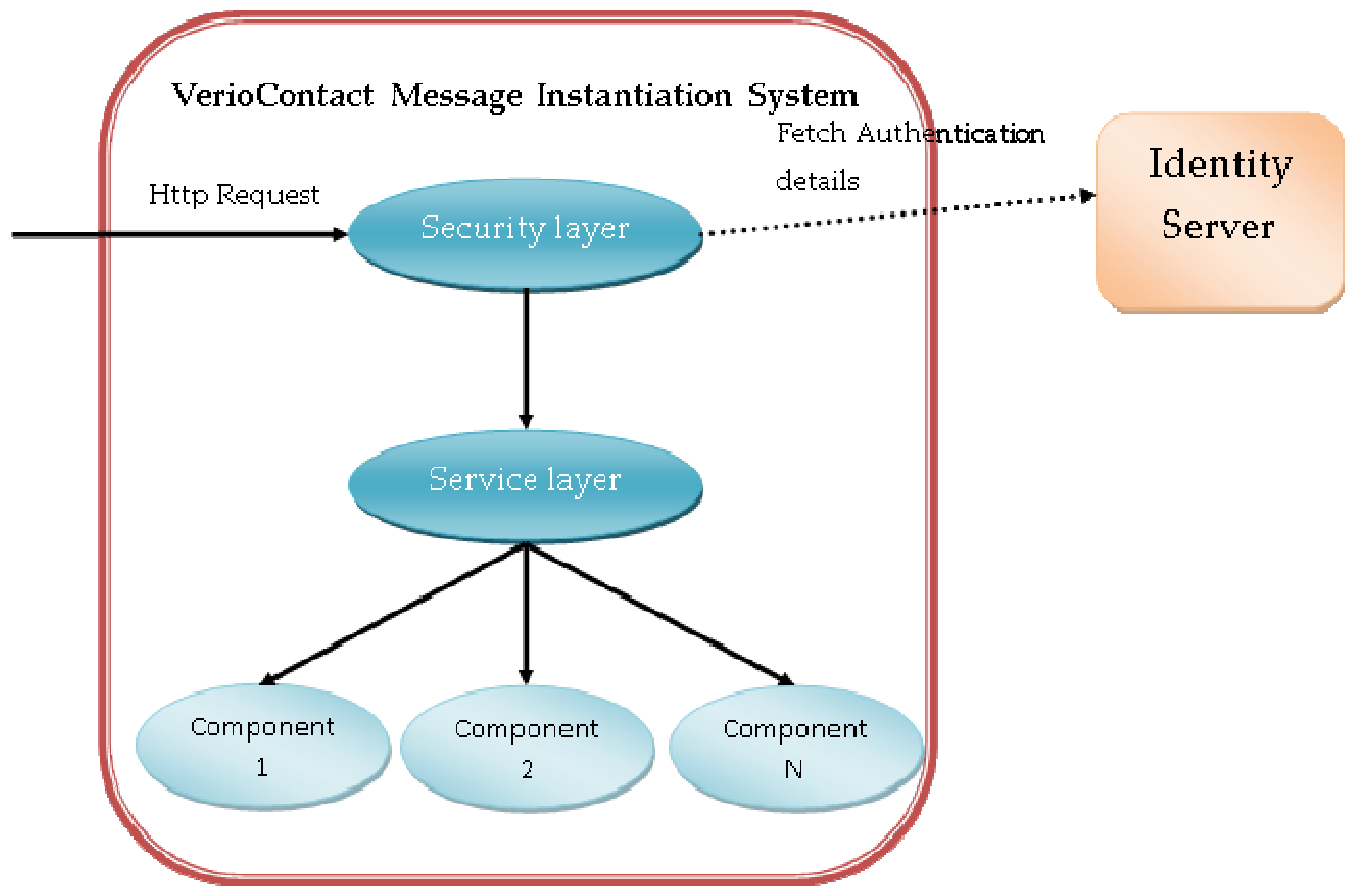 VerioContact Message Instantiation System
Fetch Authentication
details
Http Request
Identity
Server
Security layer
Service layer
Component
1
Component
2
Component
N